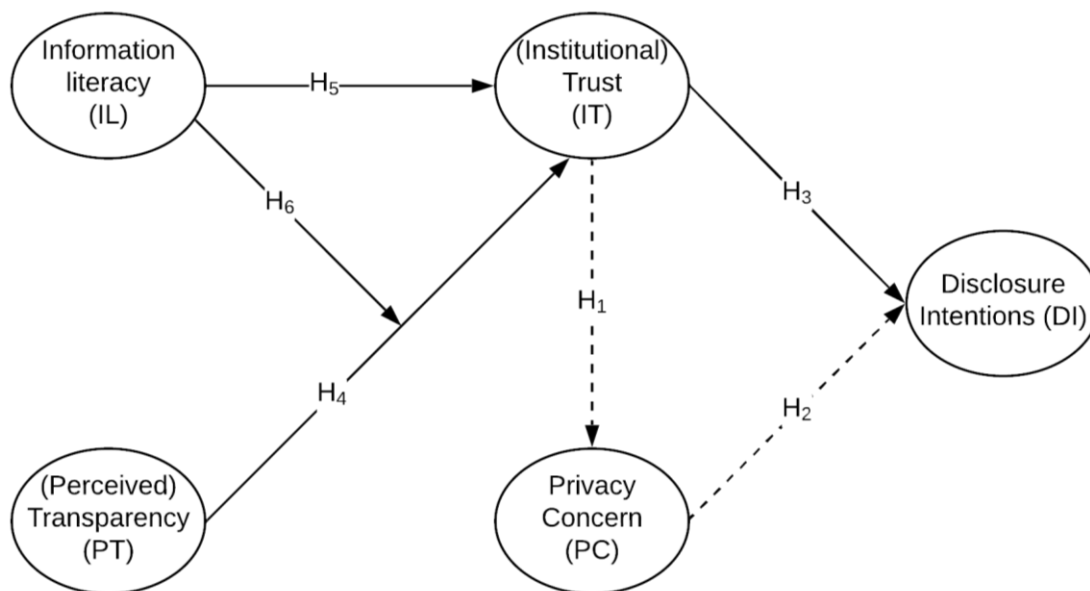 Information
literacy
(IL)
H₅
(Institutional)
Trust
(IT)
H₆
H₃
H₁
Disclosure
Intentions (DI)
H₄
H₂
(Perceived)
Transparency
(PT)
Privacy
Concern
(PC)